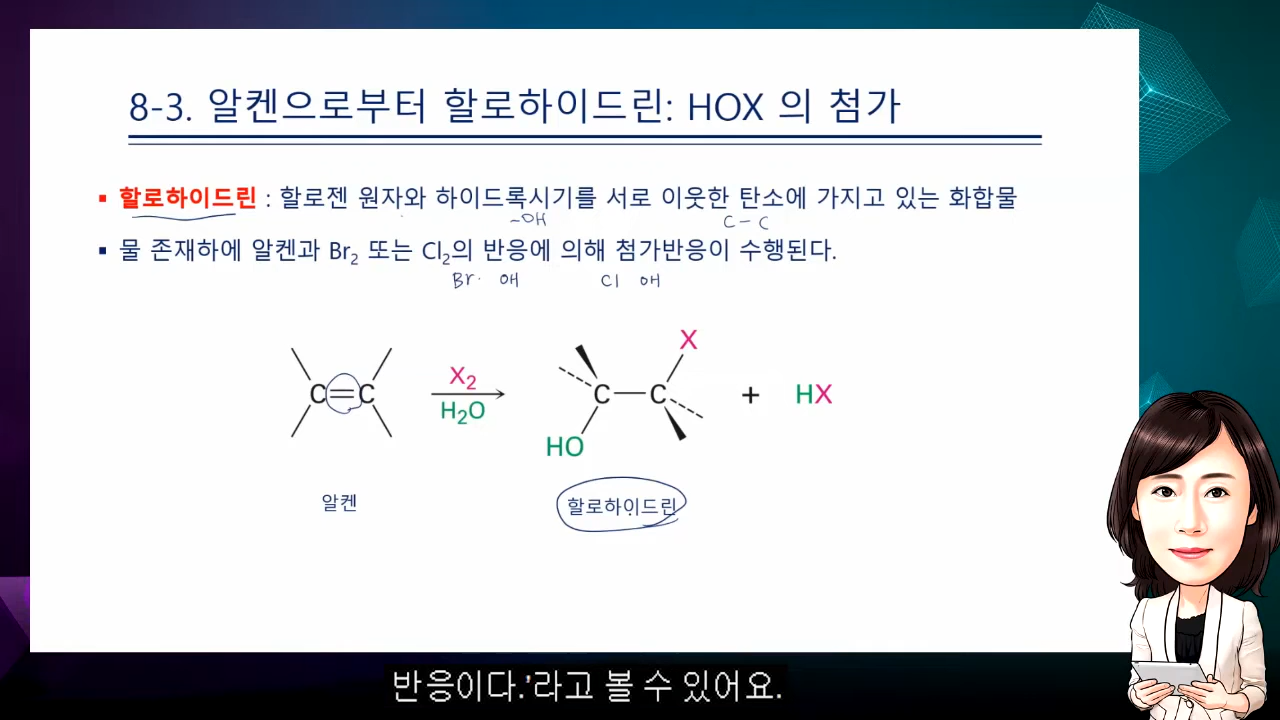 8-3. 알켄으로부터 할로하이드린: HOX 의 첨가
▪ 할로하이드린 : 할로젠 원자와 하이드록시기를 서로 이웃한 탄소에 가지고 있는 화합물
-OH C-C
▪ 물 존재하에 알켄과 Br₂ 또는 Cl₂의 반응에 의해 첨가반응이 수행된다.
Br· 애 Cl 애
X
C=C X₂ C—C + HX
H₂O
HO
알켄 할로하이드린
반응이다.'라고 볼 수 있어요.